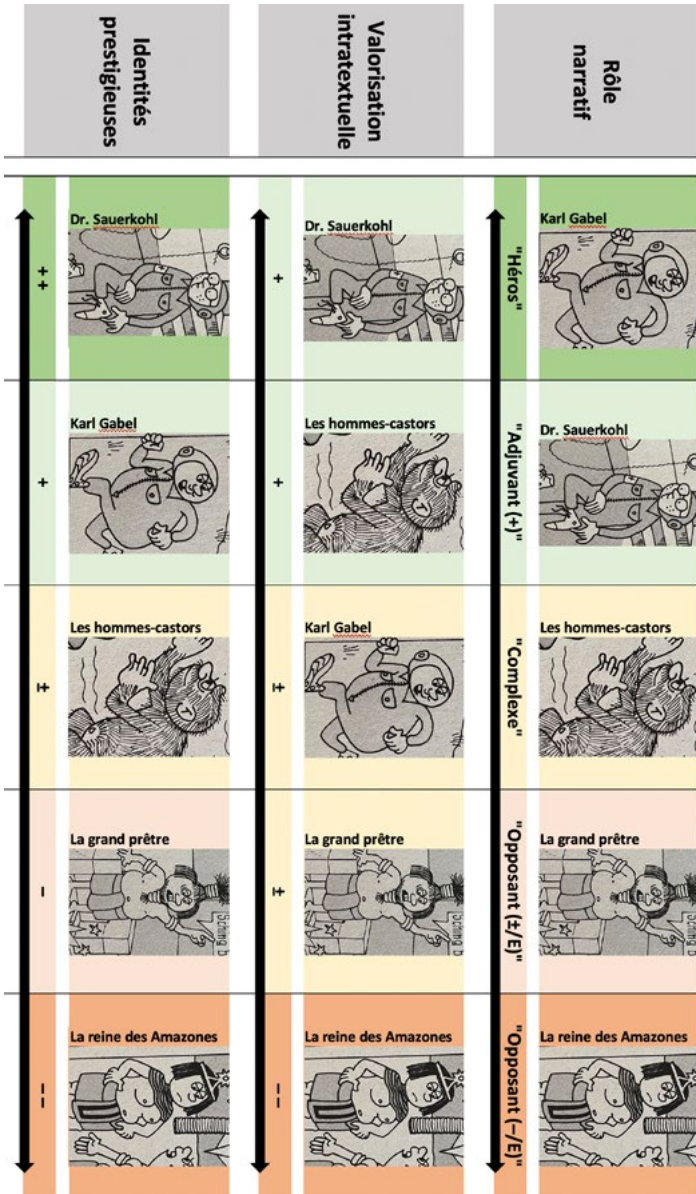 Rôle
narratif
Karl Gabel
Dr. Sauerkohl
Les hommes-castors
La grand prêtre
La reine des Amazones
"Héros"
"Adjuvant (+)"
"Complexe"
"Opposant (±/E)"
"Opposant (–/E)"
Valorisation
intratextuelle
Dr. Sauerkohl
Les hommes-castors
Karl Gabel
La grand prêtre
La reine des Amazones
+
+
±
±
– –
Identités
prestigieuses
Dr. Sauerkohl
Karl Gabel
Les hommes-castors
La grand prêtre
La reine des Amazones
++
+
±
–
– –